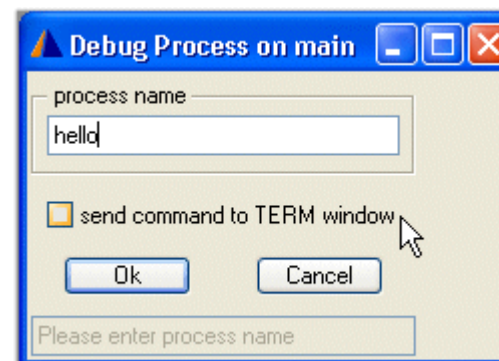 Debug Process on main
process name
hello
send command to TERM window
Ok
Cancel
Please enter process name